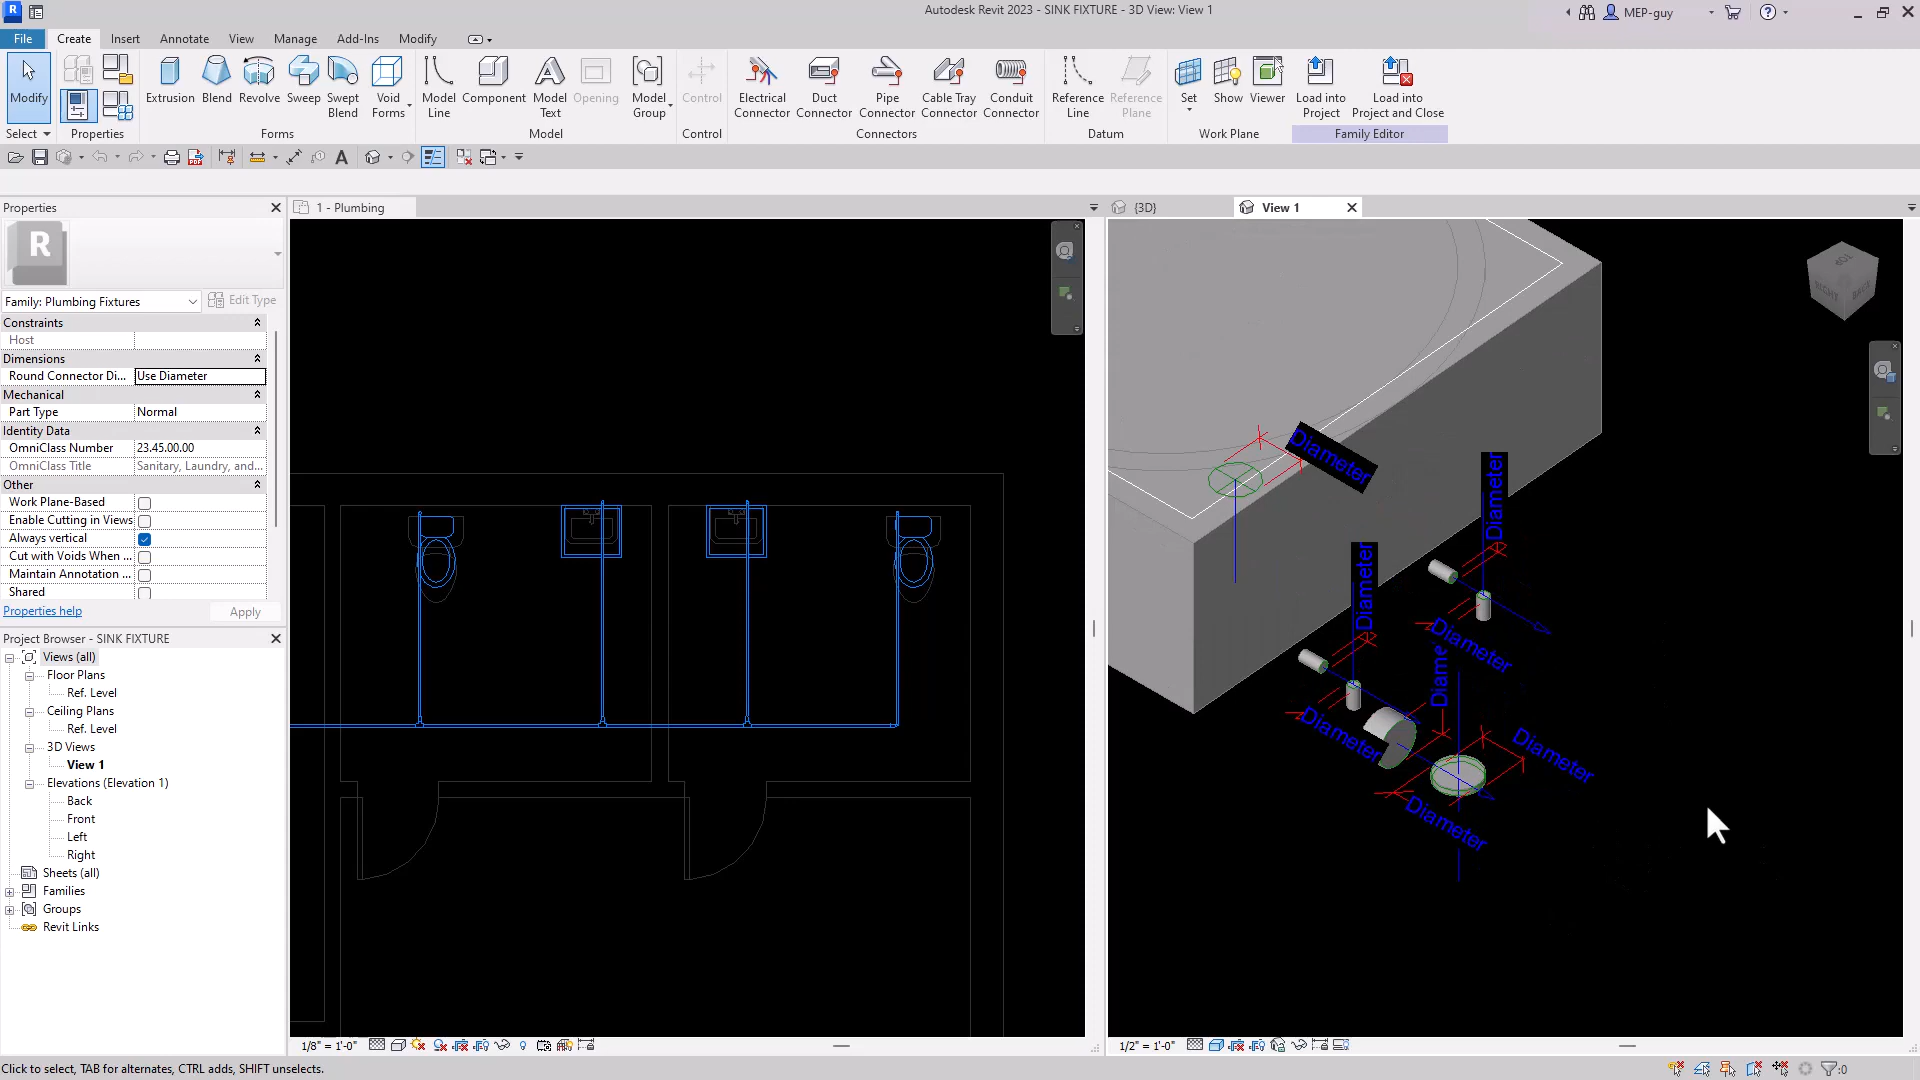 R
Autodesk Revit 2023 - SINK FIXTURE - 3D View: View 1
MEP-guy
File Create Insert Annotate View Manage Add-Ins Modify
Modify
Extrusion Blend Revolve Sweep Swept Blend Void Forms
Model Line Component Model Text Opening Model Group
Control
Electrical Connector Duct Connector Pipe Connector Cable Tray Connector Conduit Connector
Reference Line Reference Plane
Set Show Viewer
Load into Project Load into Project and Close
Select Properties Forms Model Control Connectors Datum Work Plane Family Editor
Properties
1 - Plumbing
{3D}
View 1
R
Family: Plumbing Fixtures
Edit Type
Constraints
Host
Dimensions
Round Connector Di... Use Diameter
Mechanical
Part Type Normal
Identity Data
OmniClass Number 23.45.00.00
OmniClass Title Sanitary, Laundry, and...
Other
Work Plane-Based
Enable Cutting in Views
Always vertical
Cut with Voids When ...
Maintain Annotation ...
Shared
Properties help
Apply
Project Browser - SINK FIXTURE
Views (all)
Floor Plans
Ref. Level
Ceiling Plans
Ref. Level
3D Views
View 1
Elevations (Elevation 1)
Back
Front
Left
Right
Sheets (all)
Families
Groups
Revit Links
TOP
RIGHT
BACK
Diameter
Diameter
Diameter
Diameter
Diame
Diameter
Diameter
Diameter
1/8" = 1'-0"
1/2" = 1'-0"
Click to select, TAB for alternates, CTRL adds, SHIFT unselects.
:0